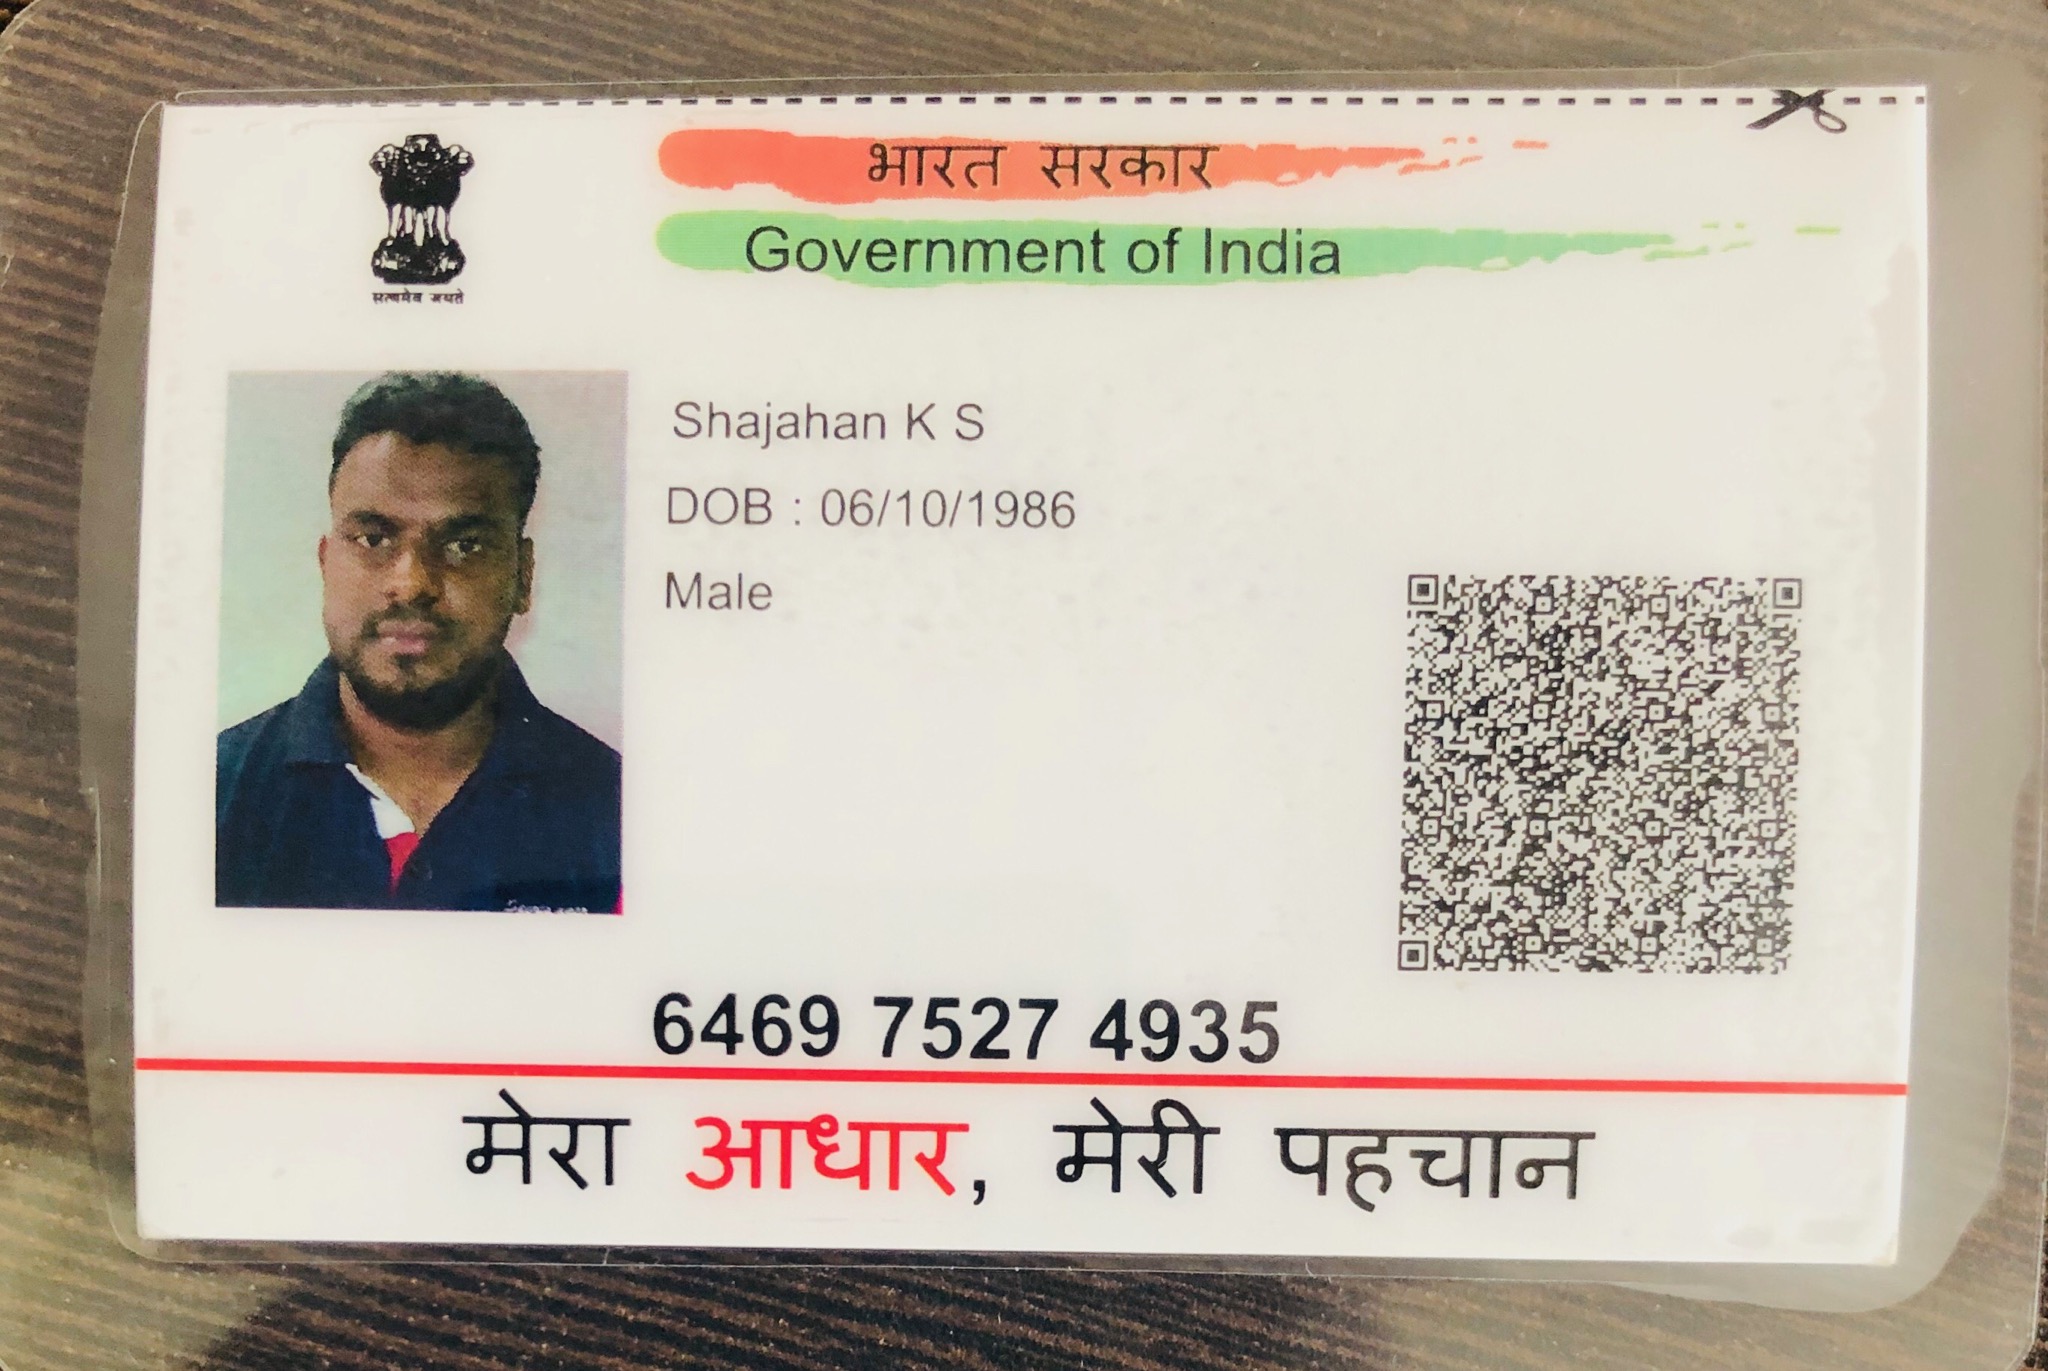 भारत सरकार
Government of India
सत्यमेव जयते
Shajahan K S
DOB : 06/10/1986
Male
6469 7527 4935
मेरा आधार, मेरी पहचान